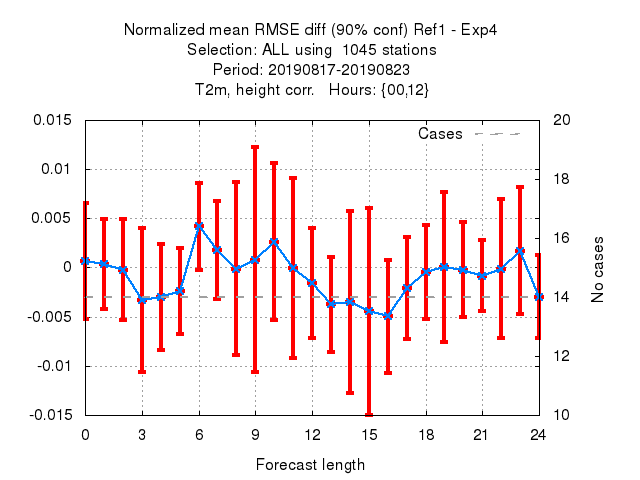 Normalized mean RMSE diff (90% conf) Ref1 - Exp4
Selection: ALL using  1045 stations
Period: 20190817-20190823
T2m, height corr.   Hours: {00,12}
Cases
0.015
0.01
0.005
0
-0.005
-0.01
-0.015
20
18
16
14
12
10
No cases
0 3 6 9 12 15 18 21 24
Forecast length